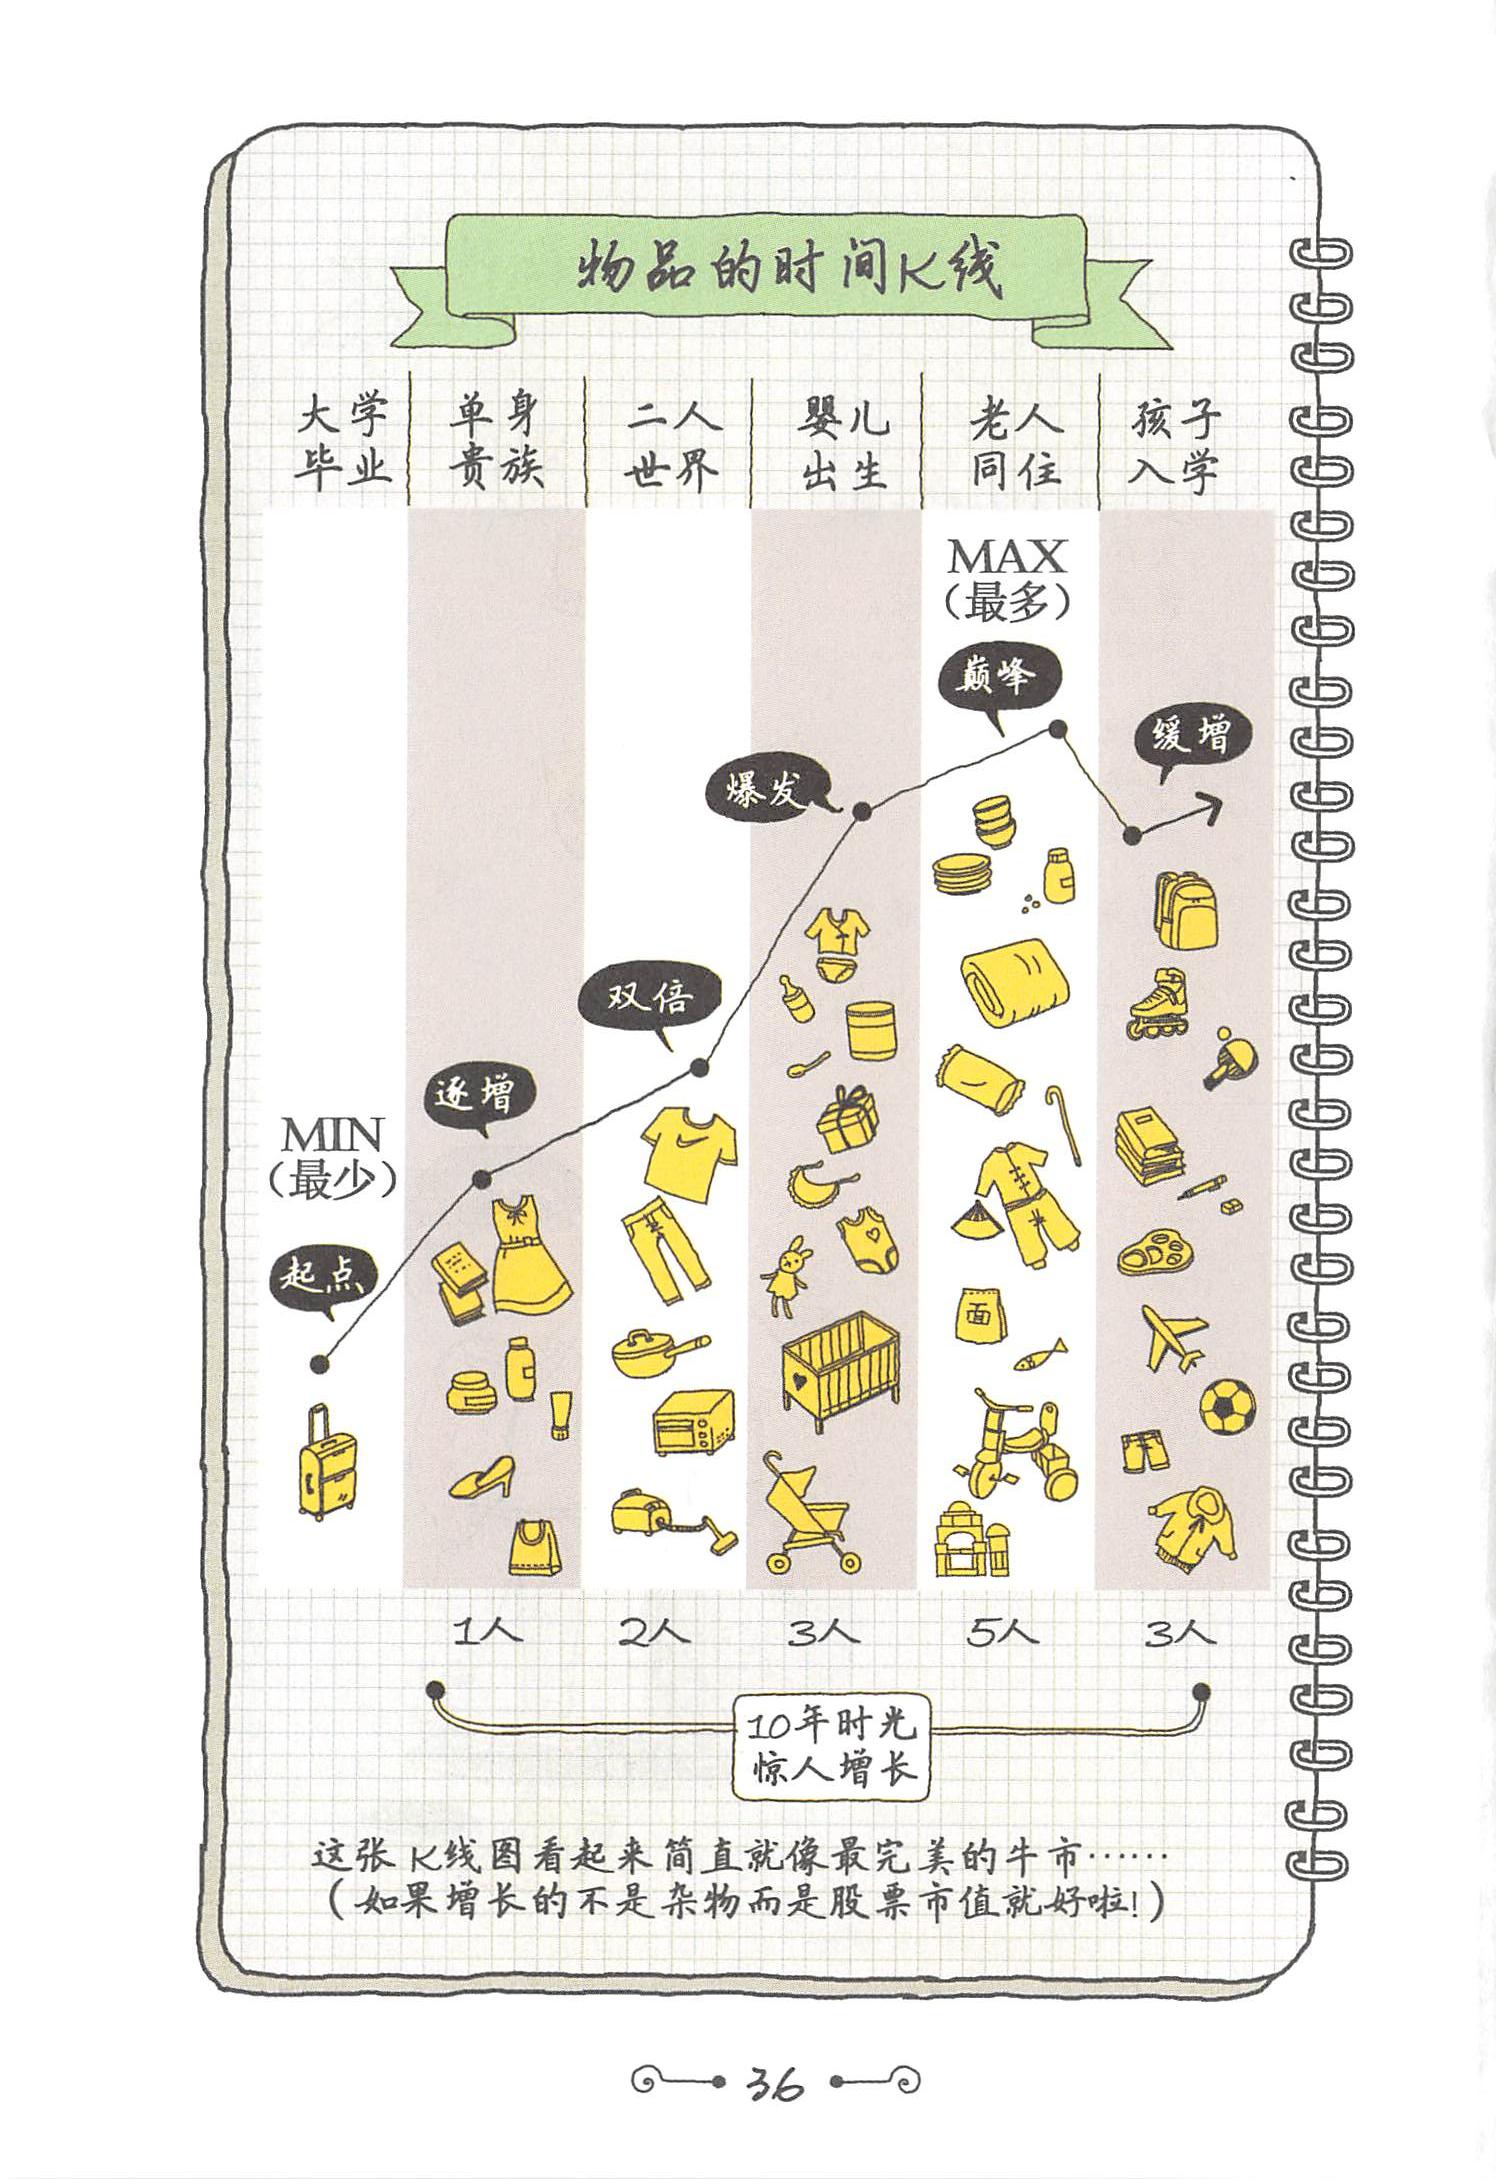 物品的时间K线
大学
毕业
单身
贵族
二人
世界
婴儿
出生
老人
同住
孩子
入学
MAX
（最多）
巅峰
缓增
爆发
双倍
逐增
MIN
（最少）
起点
面
1人
2人
3人
5人
3人
10年时光
惊人增长
这张K线图看起来简直就像最完美的牛市……
（如果增长的不是杂物而是股票市值就好啦!）
36